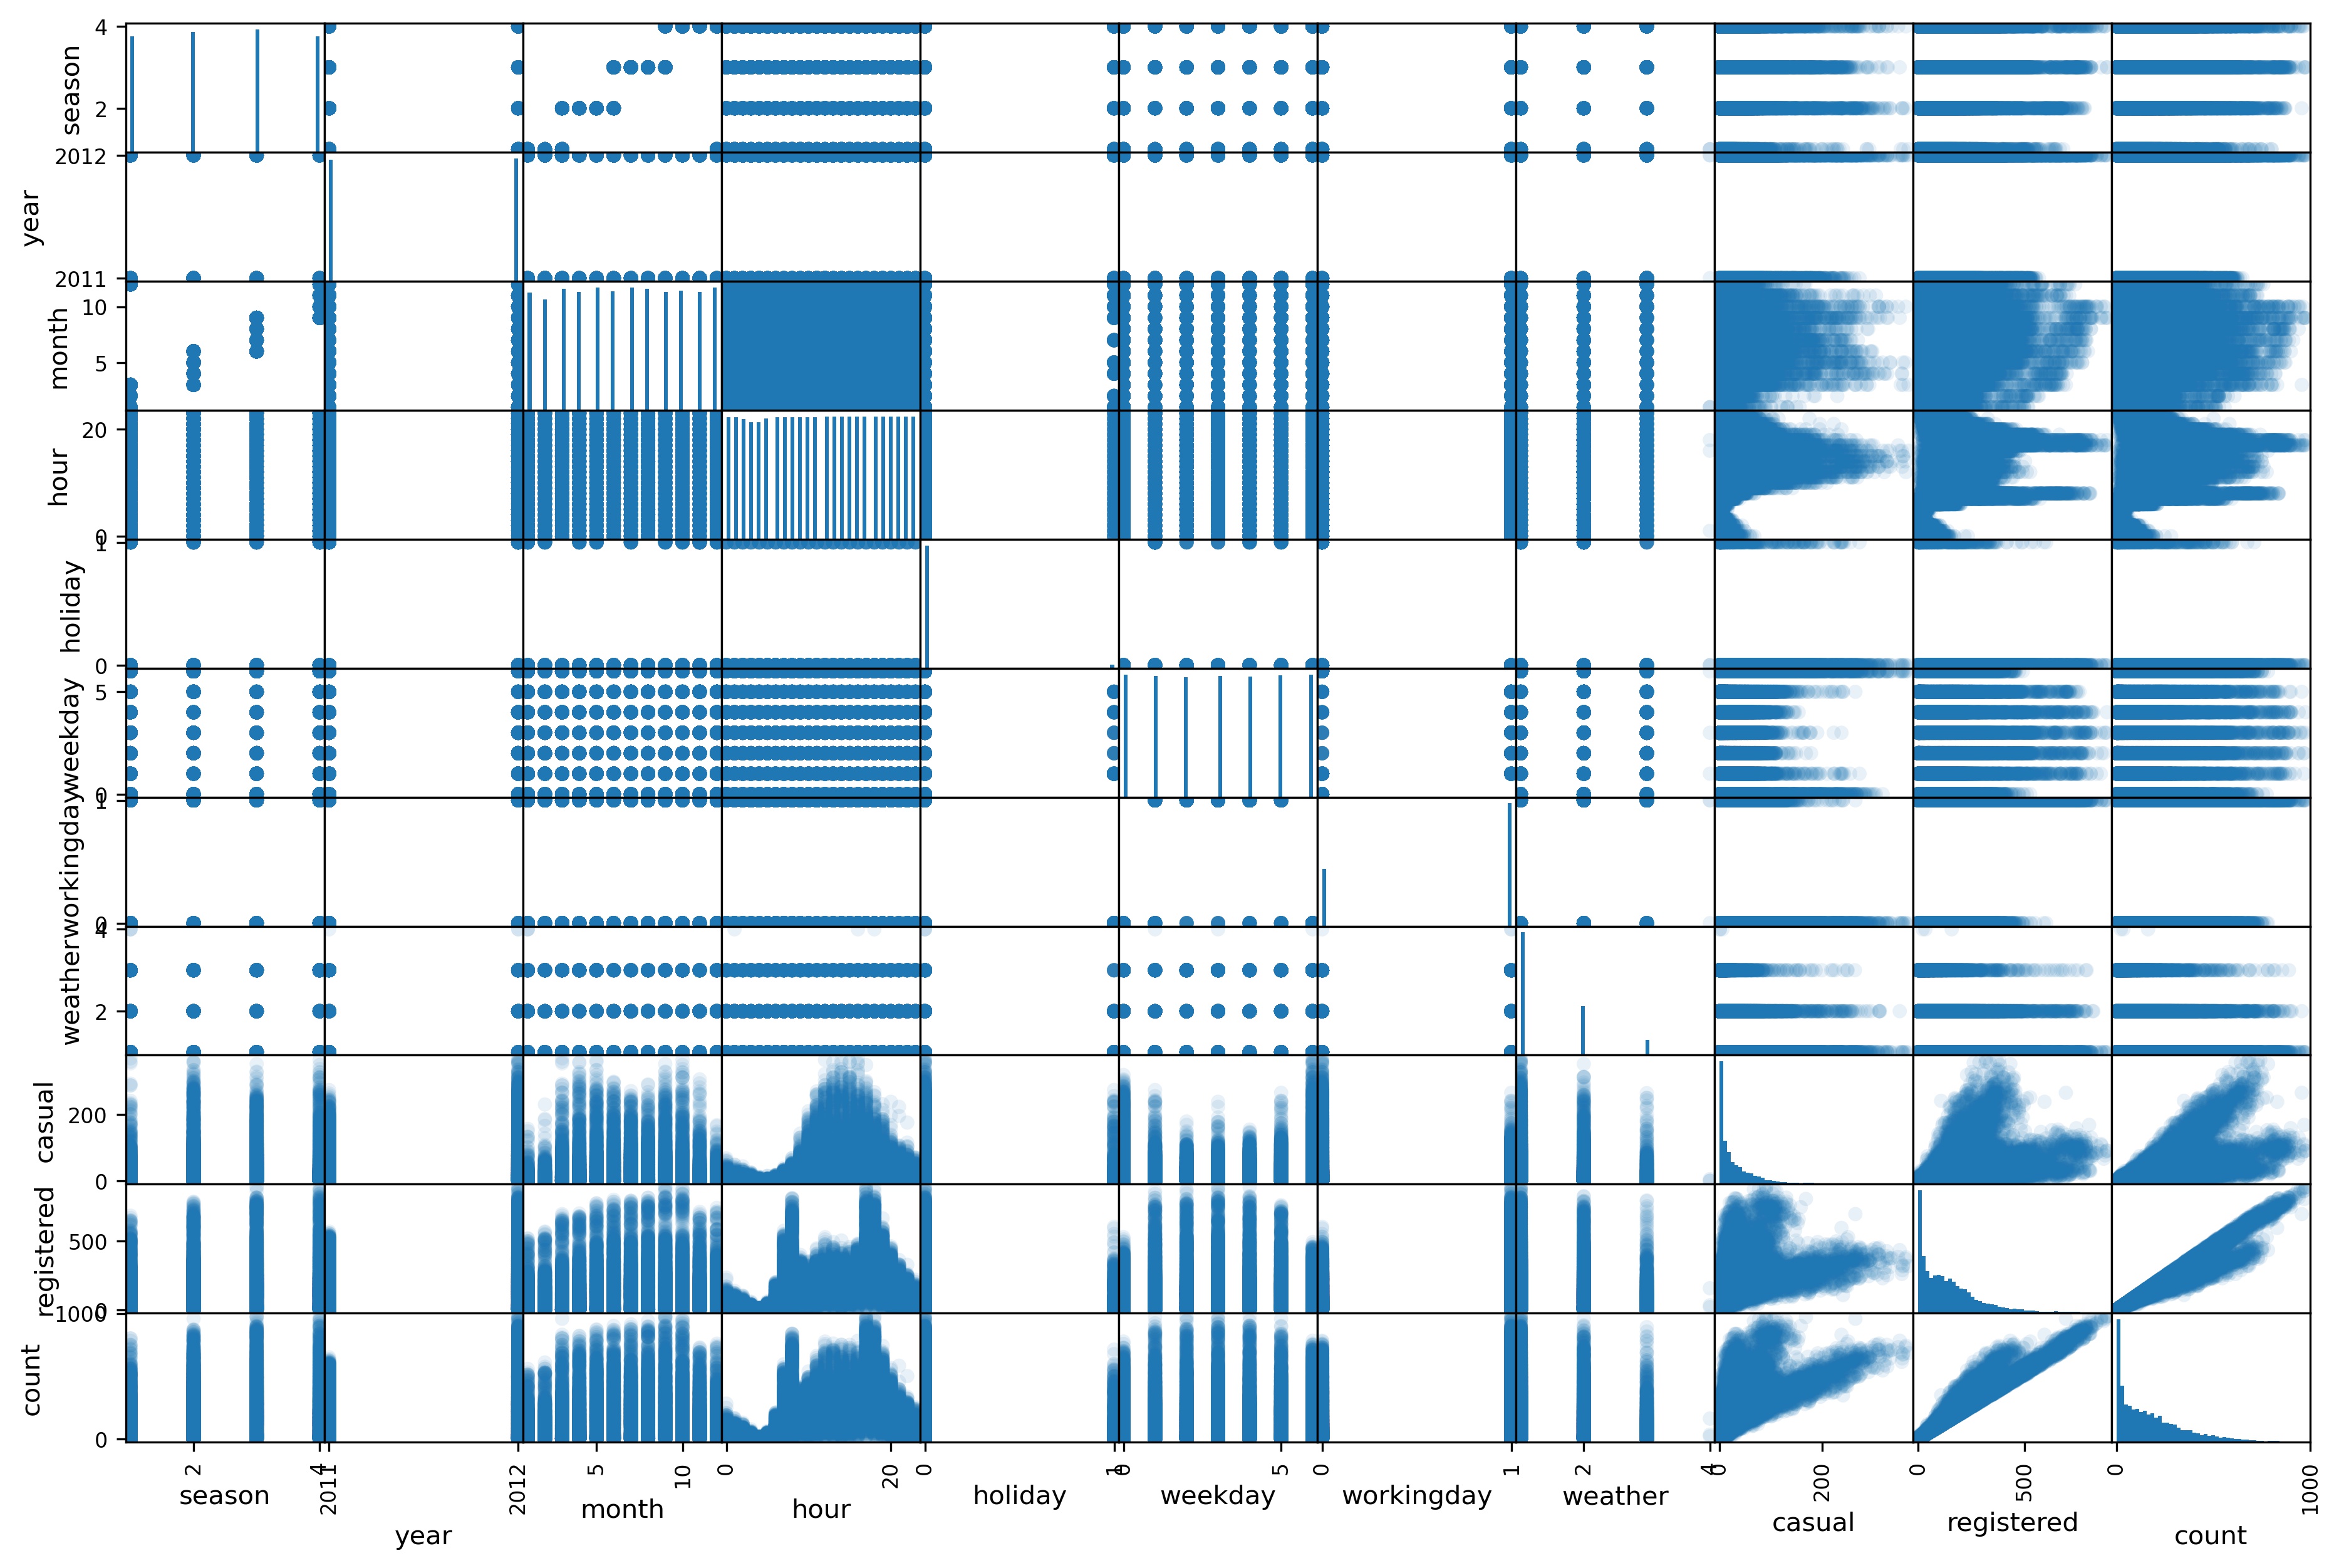 4
season
2
2012
year
2011
10
month
5
20
hour
0
1
holiday
0
5
weekday
0
1
workingday
0
4
weather
2
casual
200
0
registered
500
0
1000
count
0
2 4 2011 2012 5 10 0 20 0 1 0 5 0 1 2 4 0 200 0 500 0 1000
season year month hour holiday weekday workingday weather casual registered count